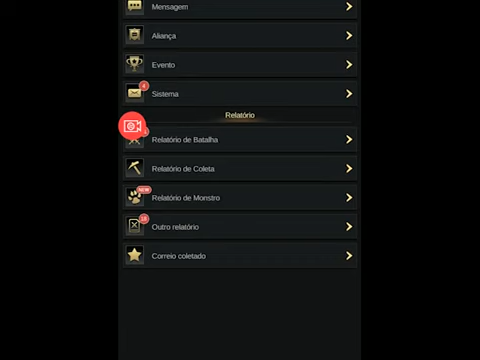 Mensagem
Aliança
Evento
4
Sistema
Relatório
Relatório de Batalha
Relatório de Coleta
NEW
Relatório de Monstro
18
Outro relatório
Correio coletado